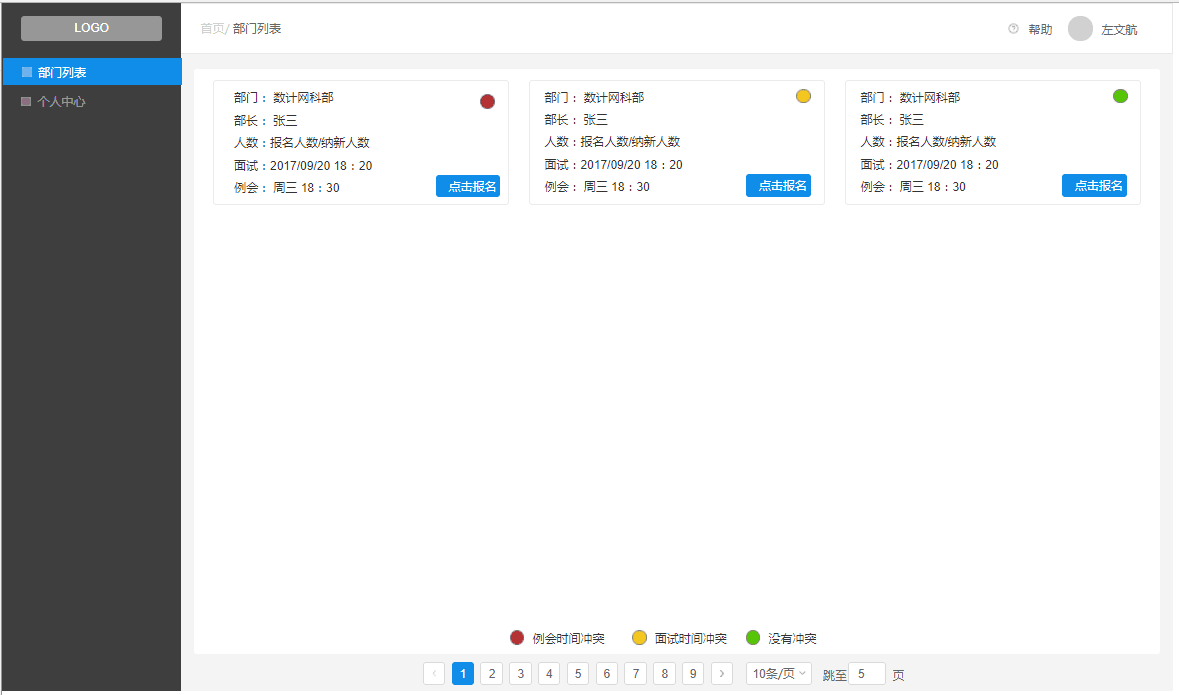 LOGO
首页/ 部门列表
帮助
左文航
部门列表
个人中心
部门： 数计网科部
部长： 张三
人数：报名人数/纳新人数
面试：2017/09/20 18：20
例会： 周三 18：30
点击报名
部门： 数计网科部
部长： 张三
人数：报名人数/纳新人数
面试：2017/09/20 18：20
例会： 周三 18：30
点击报名
部门： 数计网科部
部长： 张三
人数：报名人数/纳新人数
面试：2017/09/20 18：20
例会： 周三 18：30
点击报名
例会时间冲突 面试时间冲突 没有冲突
1 2 3 4 5 6 7 8 9 10条/页 跳至 5 页